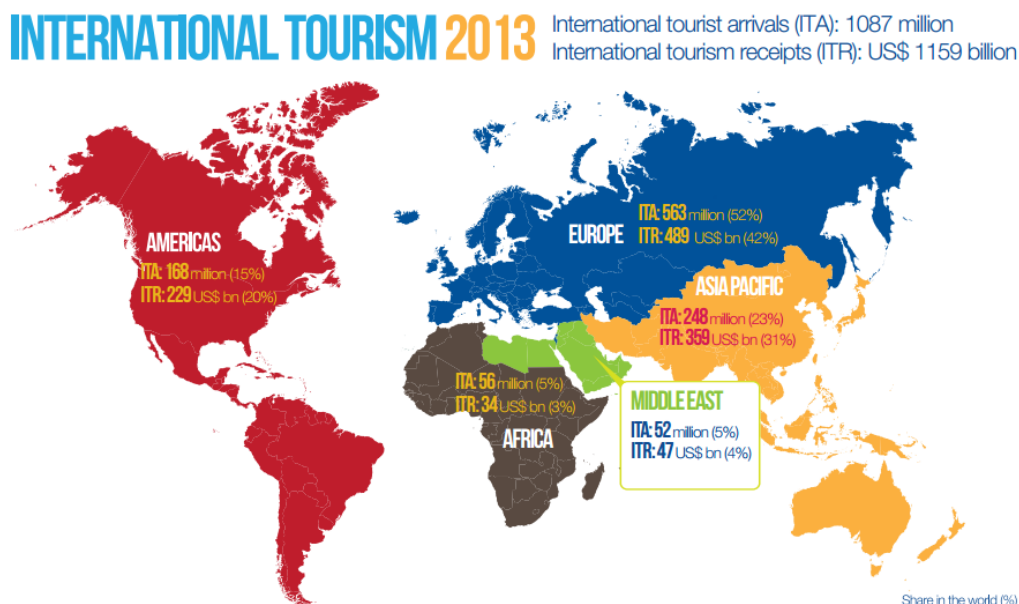 INTERNATIONAL TOURISM 2013
International tourist arrivals (ITA): 1087 million
International tourism receipts (ITR): US$ 1159 billion
AMERICAS
ITA: 168 million (15%)
ITR: 229 US$ bn (20%)
EUROPE
ITA: 563 million (52%)
ITR: 489 US$ bn (42%)
ASIA PACIFIC
ITA: 248 million (23%)
ITR: 359 US$ bn (31%)
ITA: 56 million (5%)
ITR: 34 US$ bn (3%)
AFRICA
MIDDLE EAST
ITA: 52 million (5%)
ITR: 47 US$ bn (4%)
Share in the world (%)